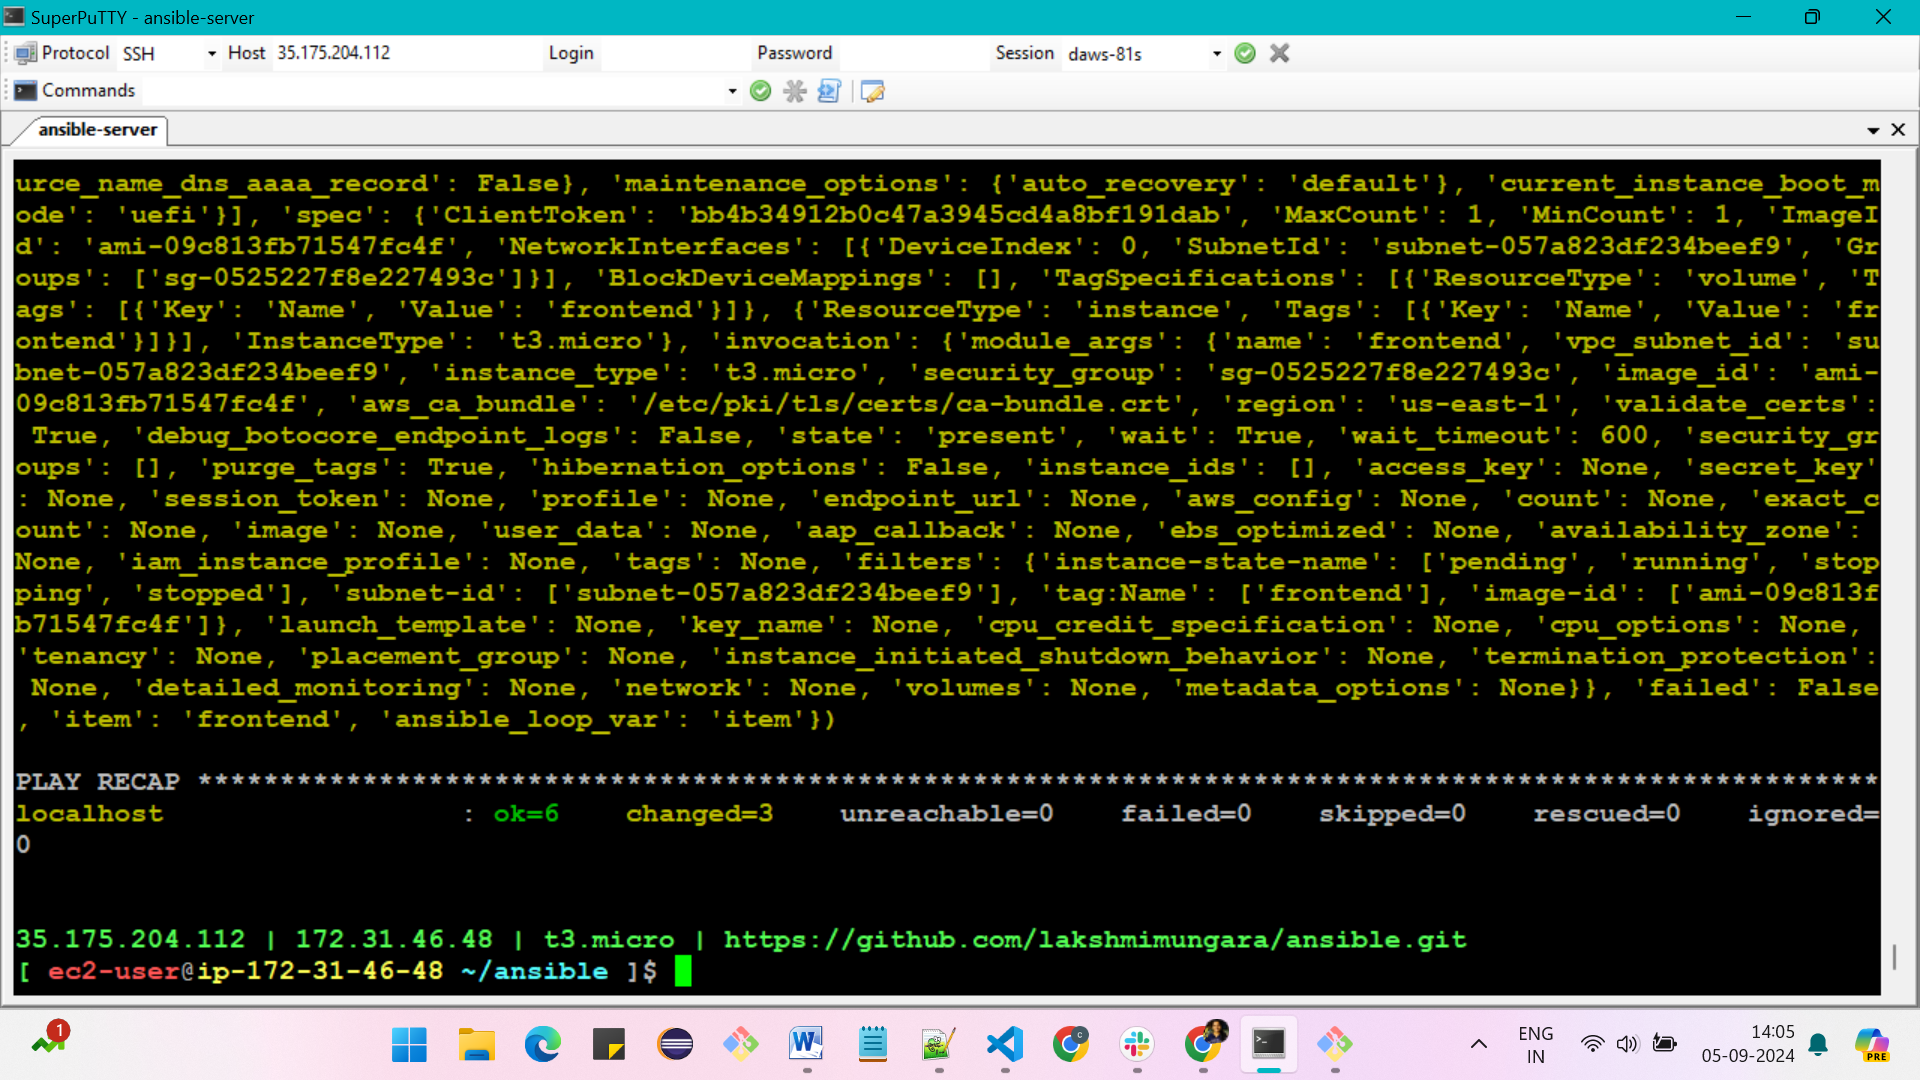 SuperPuTTY - ansible-server
Protocol SSH Host 35.175.204.112 Login Password Session daws-81s
Commands
ansible-server
urce_name_dns_aaaa_record': False}, 'maintenance_options': {'auto_recovery': 'default'}, 'current_instance_boot_m
ode': 'uefi'}], 'spec': {'ClientToken': 'bb4b34912b0c47a3945cd4a8bf191dab', 'MaxCount': 1, 'MinCount': 1, 'ImageI
d': 'ami-09c813fb71547fc4f', 'NetworkInterfaces': [{'DeviceIndex': 0, 'SubnetId': 'subnet-057a823df234beef9', 'Gr
oups': ['sg-0525227f8e227493c']}], 'BlockDeviceMappings': [], 'TagSpecifications': [{'ResourceType': 'volume', 'T
ags': [{'Key': 'Name', 'Value': 'frontend'}]}, {'ResourceType': 'instance', 'Tags': [{'Key': 'Name', 'Value': 'fr
ontend'}]}], 'InstanceType': 't3.micro'}, 'invocation': {'module_args': {'name': 'frontend', 'vpc_subnet_id': 'su
bnet-057a823df234beef9', 'instance_type': 't3.micro', 'security_group': 'sg-0525227f8e227493c', 'image_id': 'ami-
09c813fb71547fc4f', 'aws_ca_bundle': '/etc/pki/tls/certs/ca-bundle.crt', 'region': 'us-east-1', 'validate_certs':
 True, 'debug_botocore_endpoint_logs': False, 'state': 'present', 'wait': True, 'wait_timeout': 600, 'security_gr
oups': [], 'purge_tags': True, 'hibernation_options': False, 'instance_ids': [], 'access_key': None, 'secret_key'
: None, 'session_token': None, 'profile': None, 'endpoint_url': None, 'aws_config': None, 'count': None, 'exact_c
ount': None, 'image': None, 'user_data': None, 'aap_callback': None, 'ebs_optimized': None, 'availability_zone':
None, 'iam_instance_profile': None, 'tags': None, 'filters': {'instance-state-name': ['pending', 'running', 'stop
ping', 'stopped'], 'subnet-id': ['subnet-057a823df234beef9'], 'tag:Name': ['frontend'], 'image-id': ['ami-09c813f
b71547fc4f']}, 'launch_template': None, 'key_name': None, 'cpu_credit_specification': None, 'cpu_options': None,
'tenancy': None, 'placement_group': None, 'instance_initiated_shutdown_behavior': None, 'termination_protection':
 None, 'detailed_monitoring': None, 'network': None, 'volumes': None, 'metadata_options': None}}, 'failed': False
, 'item': 'frontend', 'ansible_loop_var': 'item'})
PLAY RECAP ******************************************************************************************************
localhost : ok=6 changed=3 unreachable=0 failed=0 skipped=0 rescued=0 ignored=
0
35.175.204.112 | 172.31.46.48 | t3.micro | https://github.com/lakshmimungara/ansible.git
[ ec2-user@ip-172-31-46-48 ~/ansible ]$
1
ENG
IN
14:05
05-09-2024
PRE